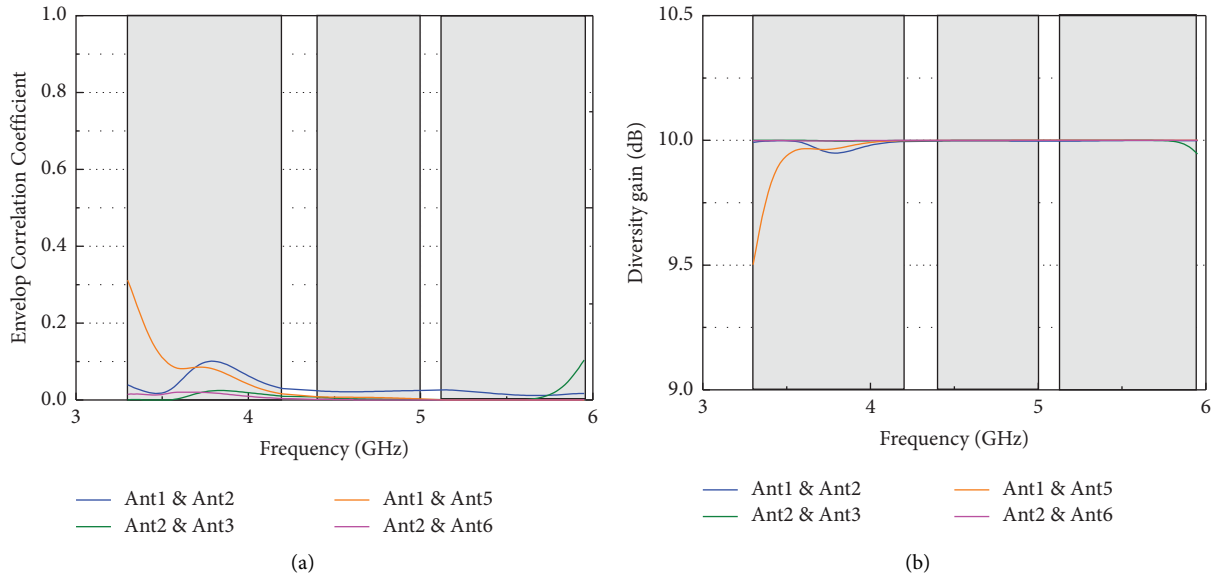 1.0
0.8
0.6
0.4
0.2
0.0
Envelop Correlation Coefficient
3 4 5 6
Frequency (GHz)
Ant1 & Ant2 Ant1 & Ant5
Ant2 & Ant3 Ant2 & Ant6
(a)
10.5
10.0
9.5
9.0
Diversity gain (dB)
3 4 5 6
Frequency (GHz)
Ant1 & Ant2 Ant1 & Ant5
Ant2 & Ant3 Ant2 & Ant6
(b)